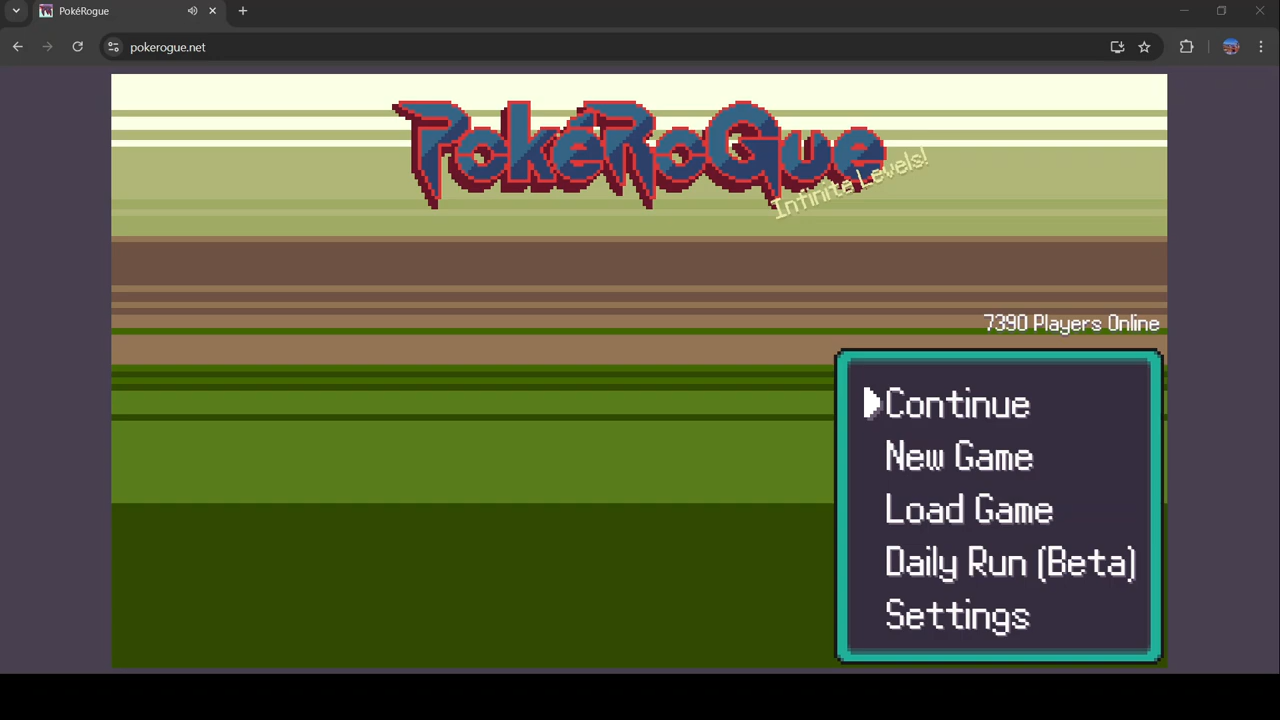 PokéRogue
pokerogue.net
PokéRoGue
Infinite Levels!
7390 Players Online
Continue
New Game
Load Game
Daily Run (Beta)
Settings